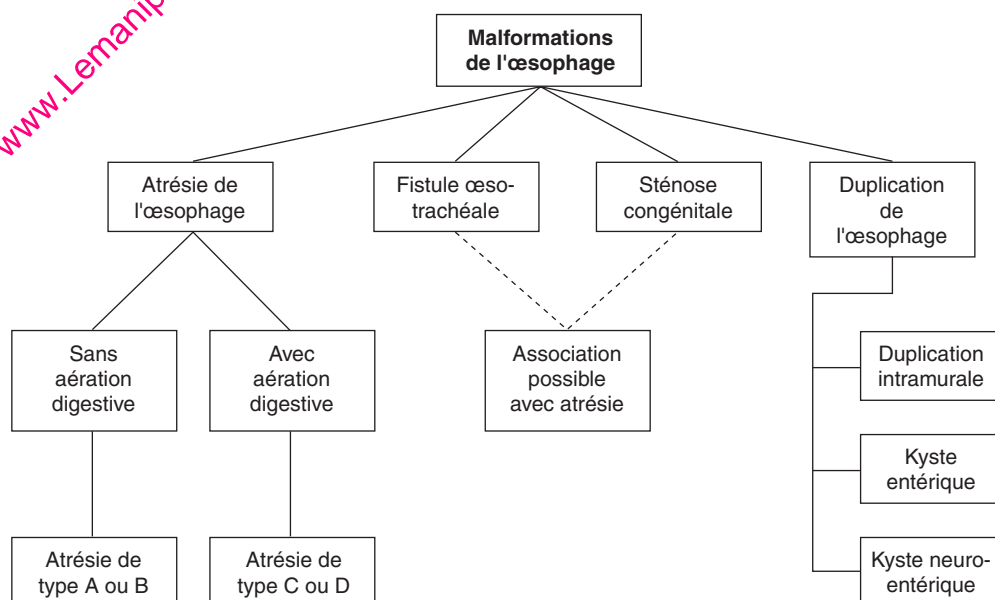 www.Lemanip
Malformations
de l'œsophage
Atrésie de
l'œsophage
Fistule œso-
trachéale
Sténose
congénitale
Duplication
de
l'œsophage
Sans
aération
digestive
Avec
aération
digestive
Association
possible
avec atrésie
Duplication
intramurale
Kyste
entérique
Atrésie de
type A ou B
Atrésie de
type C ou D
Kyste neuro-
entérique